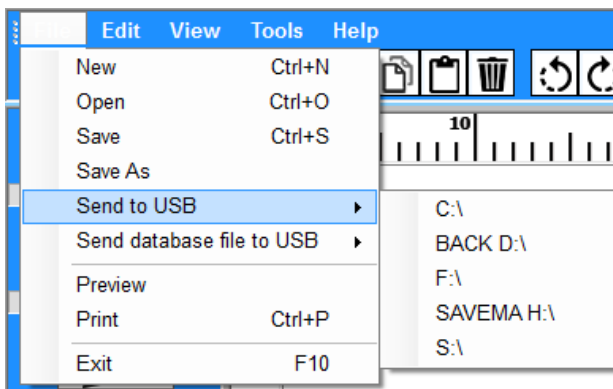 File Edit View Tools Help
New Ctrl+N
Open Ctrl+O
Save Ctrl+S
Save As
Send to USB
Send database file to USB
Preview
Print Ctrl+P
Exit F10
10
C:\
BACK D:\
F:\
SAVEMA H:\
S:\